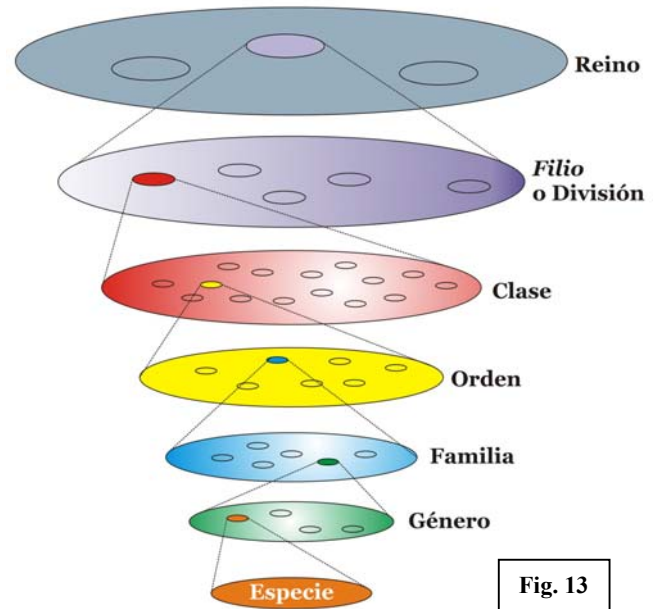 Reino
Filio
o División
Clase
Orden
Familia
Género
Especie
Fig. 13